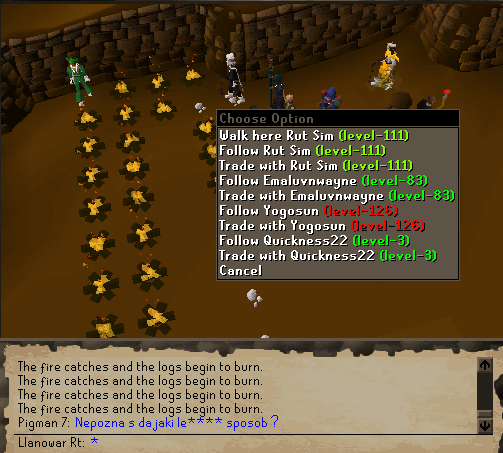 Choose Option
Walk here Rut Sim (level-111)
Follow Rut Sim (level-111)
Trade with Rut Sim (level-111)
Follow Emaluvnwayne (level-83)
Trade with Emaluvnwayne (level-83)
Follow Yogosun (level-126)
Trade with Yogosun (level-126)
Follow Quickness22 (level-3)
Trade with Quickness22 (level-3)
Cancel
The fire catches and the logs begin to burn.
The fire catches and the logs begin to burn.
The fire catches and the logs begin to burn.
The fire catches and the logs begin to burn.
Pigman 7: Nepozna s da jaki le**** sposob ?
Llanowar Rt: *